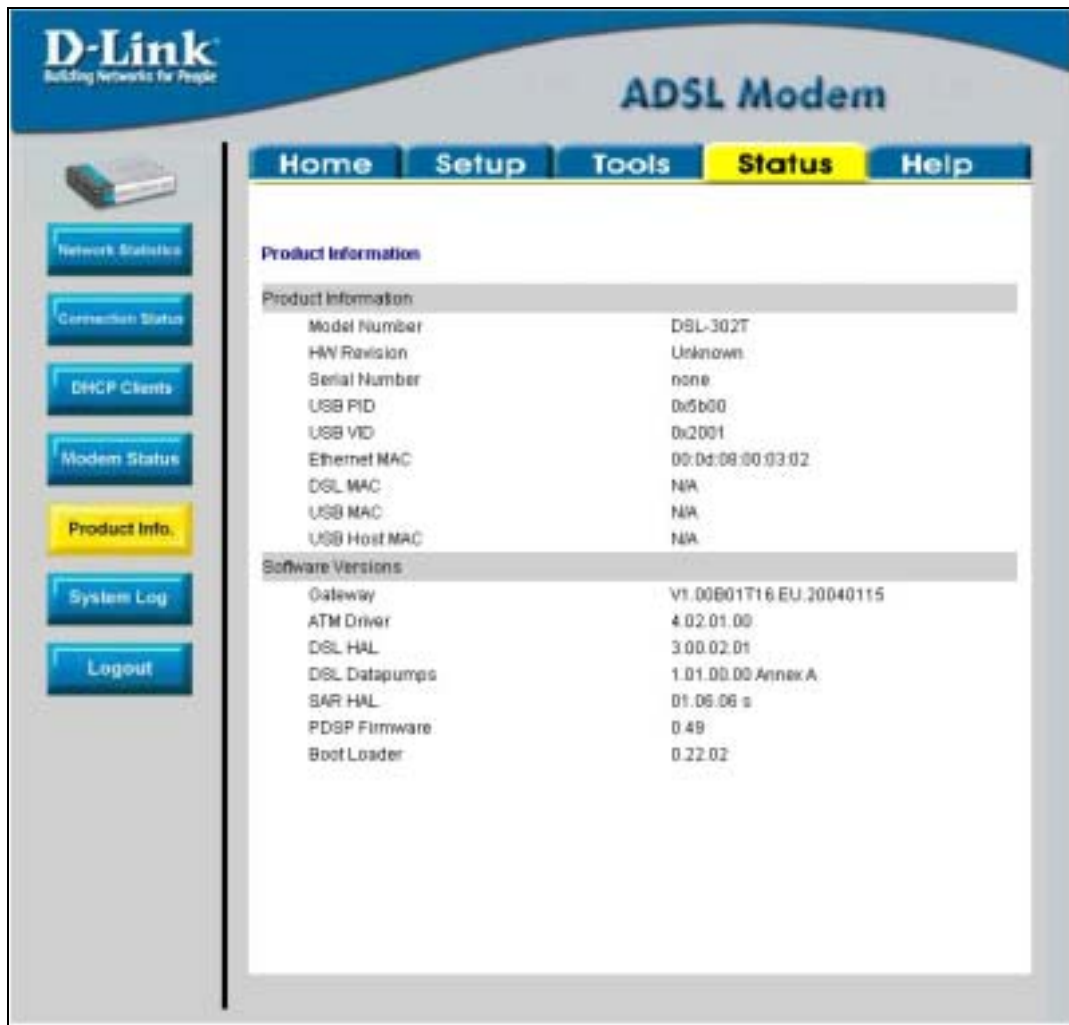 D-Link
Building Networks for People
ADSL Modem
Home Setup Tools Status Help
Network Statistics
Connection Status
DHCP Clients
Modem Status
Product Info.
System Log
Logout
Product Information
Product Information
Model Number DSL-302T
HW Revision Unknown
Serial Number none
USB PID 0x5b00
USB VID 0x2001
Ethernet MAC 00:0d:08:00:03:02
DSL MAC N/A
USB MAC N/A
USB Host MAC N/A
Software Versions
Gateway V1.00B01T16.EU.20040115
ATM Driver 4.02.01.00
DSL HAL 3.00.02.01
DSL Datapumps 1.01.00.00 Annex A
SAR HAL 01.06.06 s
PDSP Firmware 0.49
Boot Loader 0.22.02